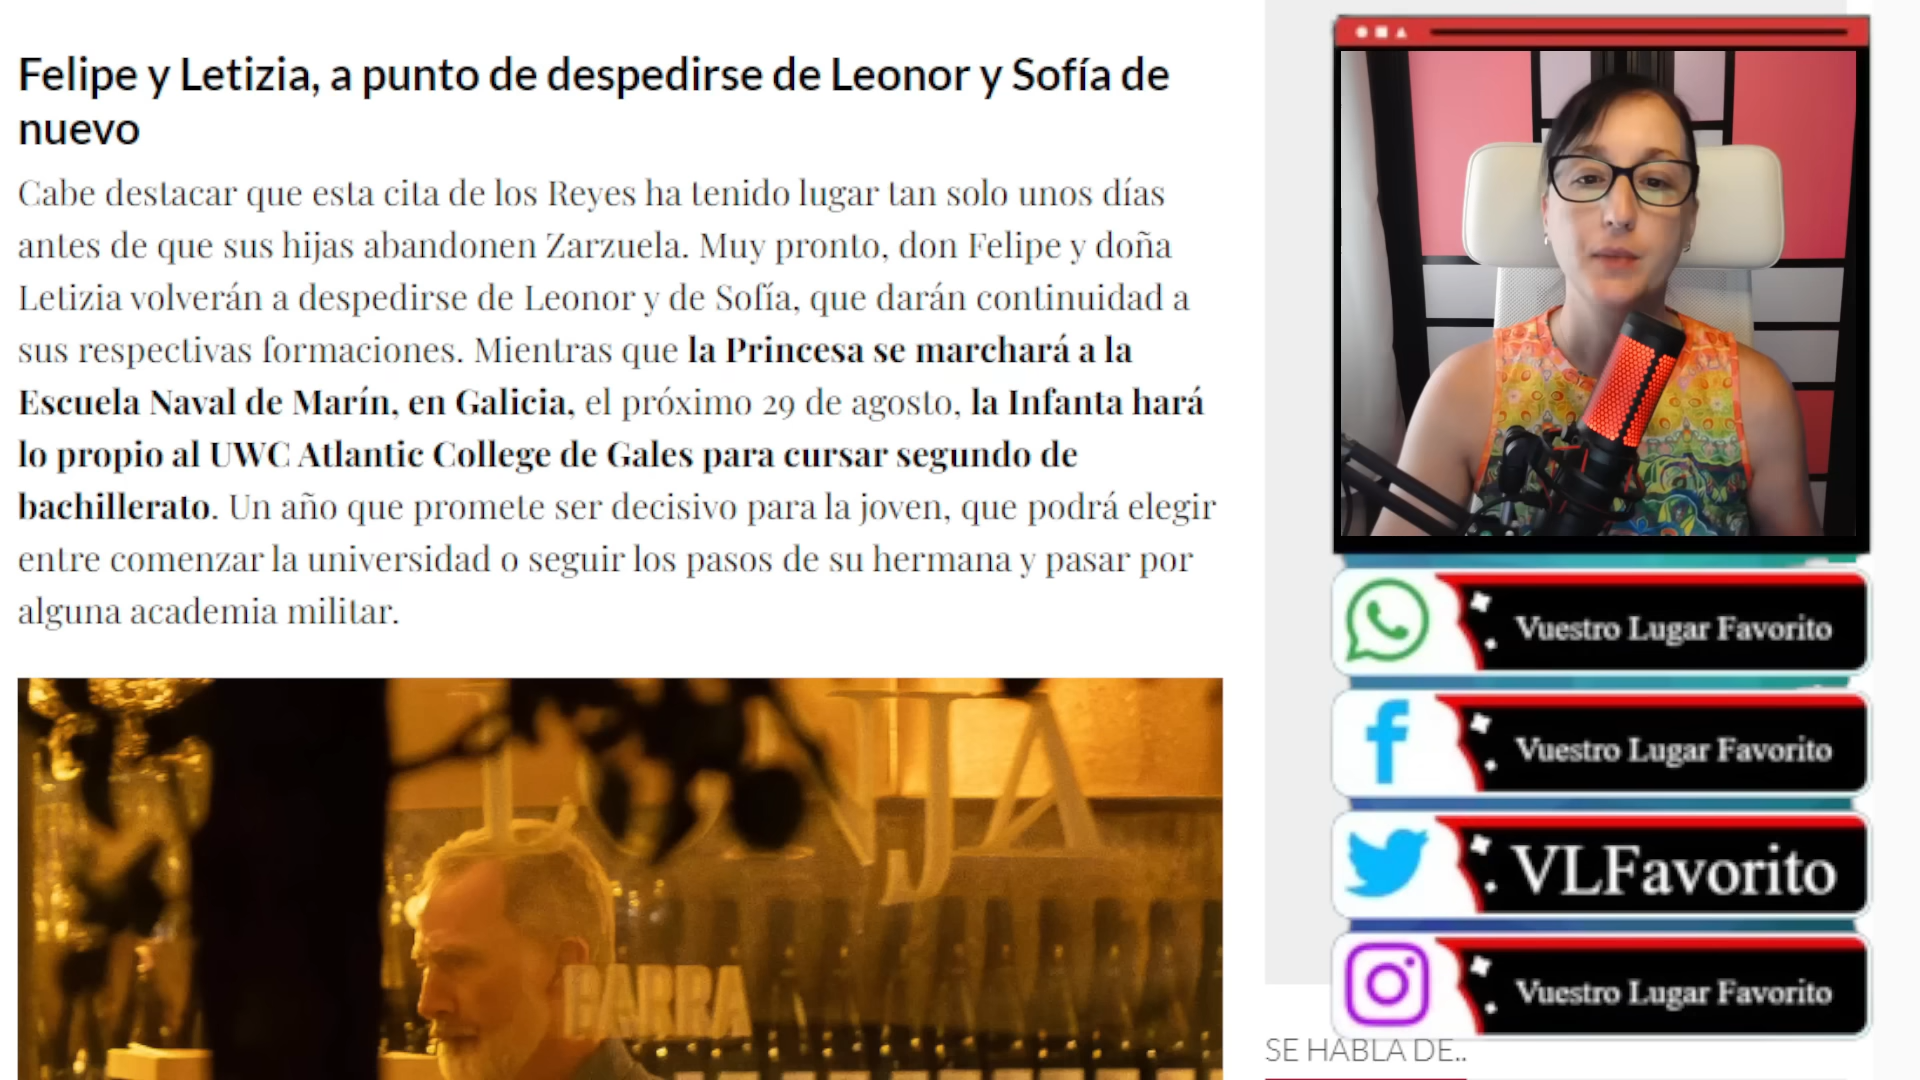 Felipe y Letizia, a punto de despedirse de Leonor y Sofía de
nuevo
Cabe destacar que esta cita de los Reyes ha tenido lugar tan solo unos días
antes de que sus hijas abandonen Zarzuela. Muy pronto, don Felipe y doña
Letizia volverán a despedirse de Leonor y de Sofía, que darán continuidad a
sus respectivas formaciones. Mientras que la Princesa se marchará a la
Escuela Naval de Marín, en Galicia, el próximo 29 de agosto, la Infanta hará
lo propio al UWC Atlantic College de Gales para cursar segundo de
bachillerato. Un año que promete ser decisivo para la joven, que podrá elegir
entre comenzar la universidad o seguir los pasos de su hermana y pasar por
alguna academia militar.
LONJA
BARRA
Vuestro Lugar Favorito
Vuestro Lugar Favorito
VLFavorito
Vuestro Lugar Favorito
SE HABLA DE..